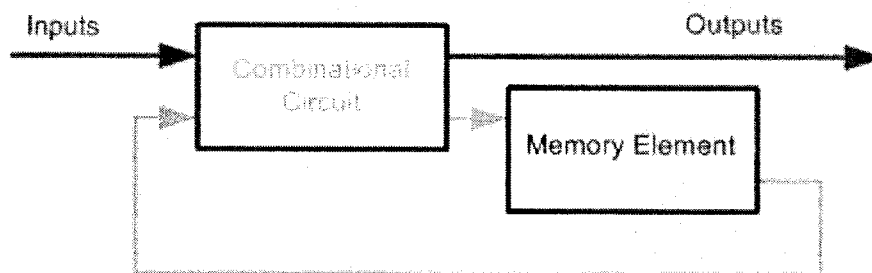 Inputs
Outputs
Combinational
Circuit
Memory Element